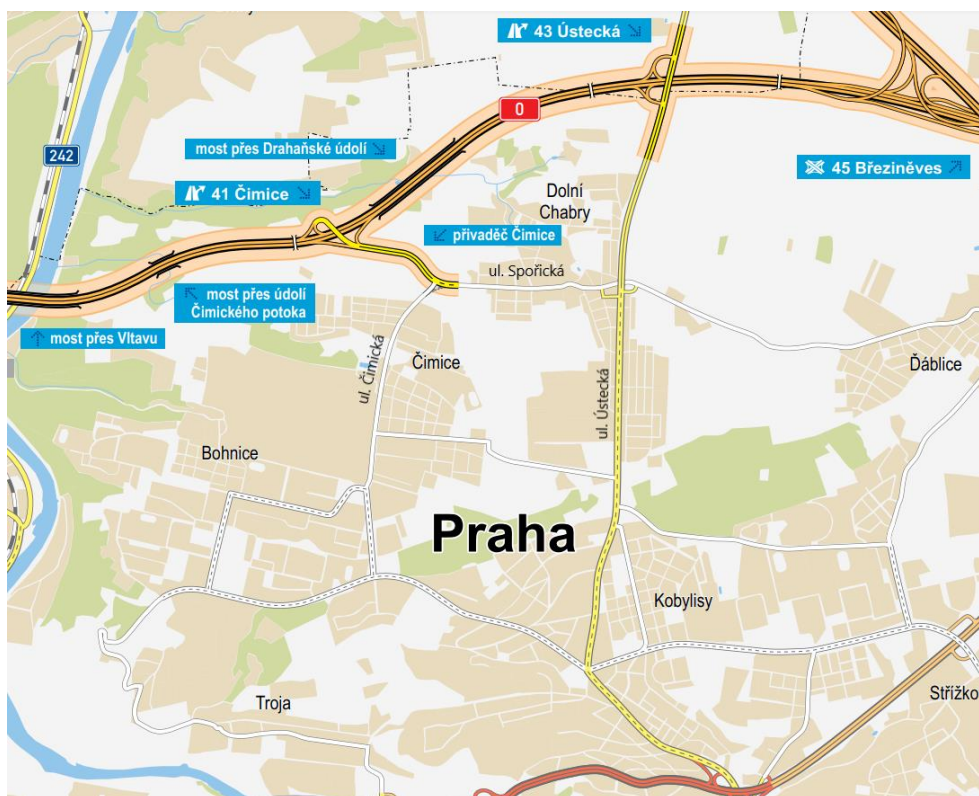 43 Ústecká
0
242
most přes Drahaňské údolí
41 Čimice
45 Březiněves
Dolní
Chabry
přivaděč Čimice
ul. Spořická
most přes údolí
Čimického potoka
most přes Vltavu
ul. Čimická
Čimice
ul. Ústecká
Ďáblice
Bohnice
Praha
Kobylisy
Troja
Střížko